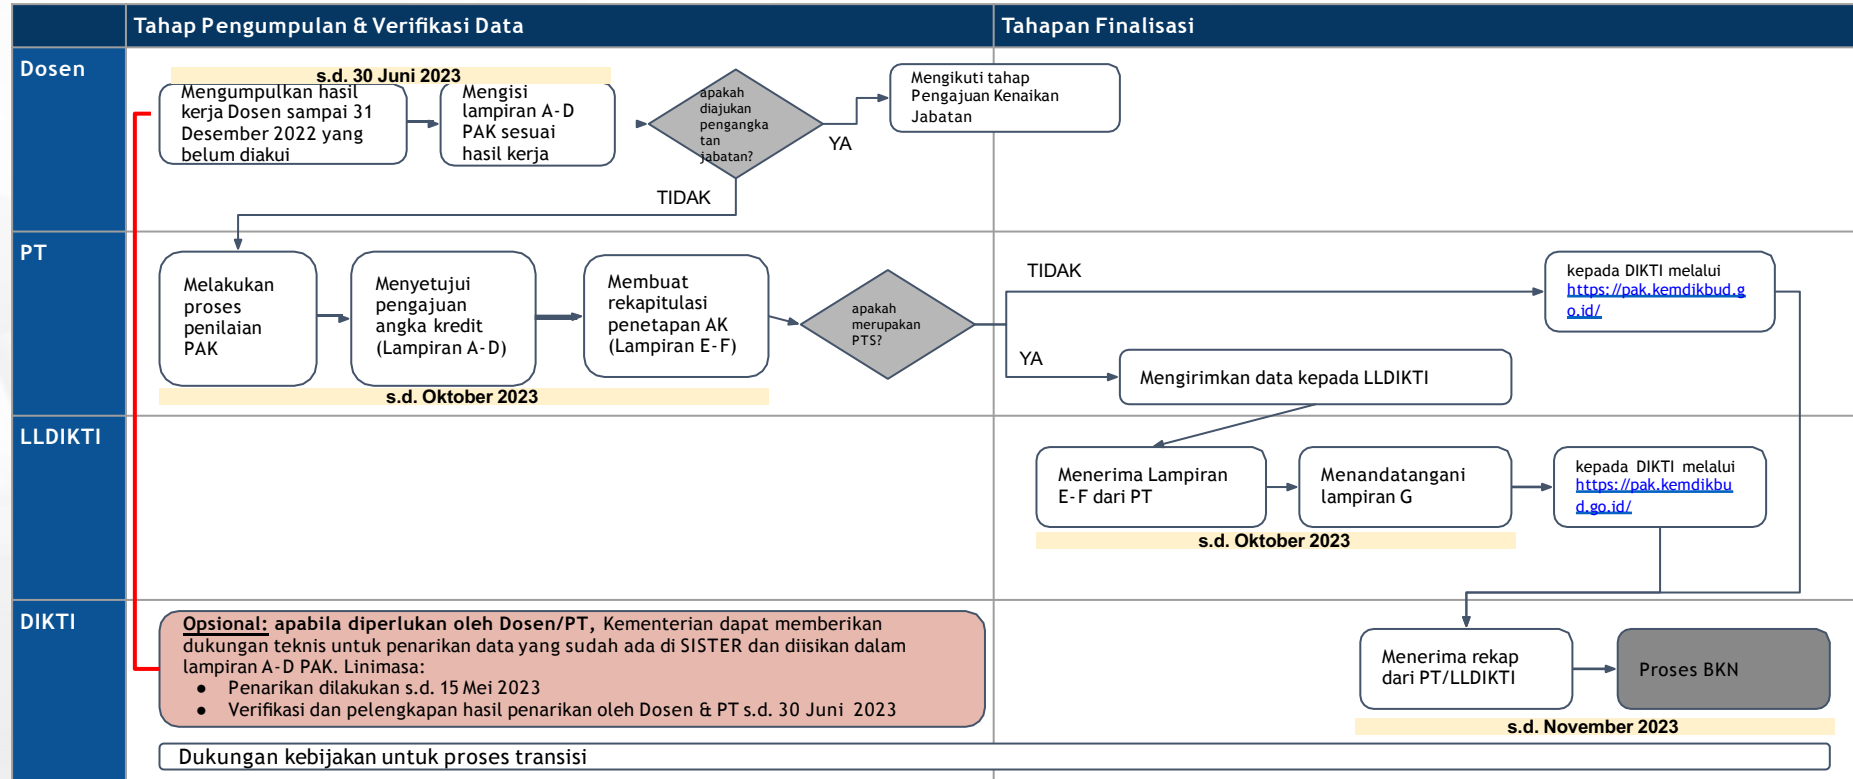 Tahap Pengumpulan & Verifikasi Data
Tahapan Finalisasi
Dosen
s.d. 30 Juni 2023
Mengumpulkan hasil
kerja Dosen sampai 31
Desember 2022 yang
belum diakui
Mengisi
lampiran A-D
PAK sesuai
hasil kerja
apakah
diajukan
pengangka
tan
jabatan?
YA
Mengikuti tahap
Pengajuan Kenaikan
Jabatan
TIDAK
PT
Melakukan
proses
penilaian
PAK
Menyetujui
pengajuan
angka kredit
(Lampiran A-D)
Membuat
rekapitulasi
penetapan AK
(Lampiran E-F)
s.d. Oktober 2023
apakah
merupakan
PTS?
TIDAK
kepada DIKTI melalui
https://pak.kemdikbud.g
o.id/
YA
Mengirimkan data kepada LLDIKTI
LLDIKTI
Menerima Lampiran
E-F dari PT
Menandatangani
lampiran G
kepada DIKTI melalui
https://pak.kemdikbu
d.go.id/
s.d. Oktober 2023
DIKTI
Opsional: apabila diperlukan oleh Dosen/PT, Kementerian dapat memberikan
dukungan teknis untuk penarikan data yang sudah ada di SISTER dan diisikan dalam
lampiran A-D PAK. Linimasa:
● Penarikan dilakukan s.d. 15 Mei 2023
● Verifikasi dan pelengkapan hasil penarikan oleh Dosen & PT s.d. 30 Juni 2023
Menerima rekap
dari PT/LLDIKTI
Proses BKN
s.d. November 2023
Dukungan kebijakan untuk proses transisi